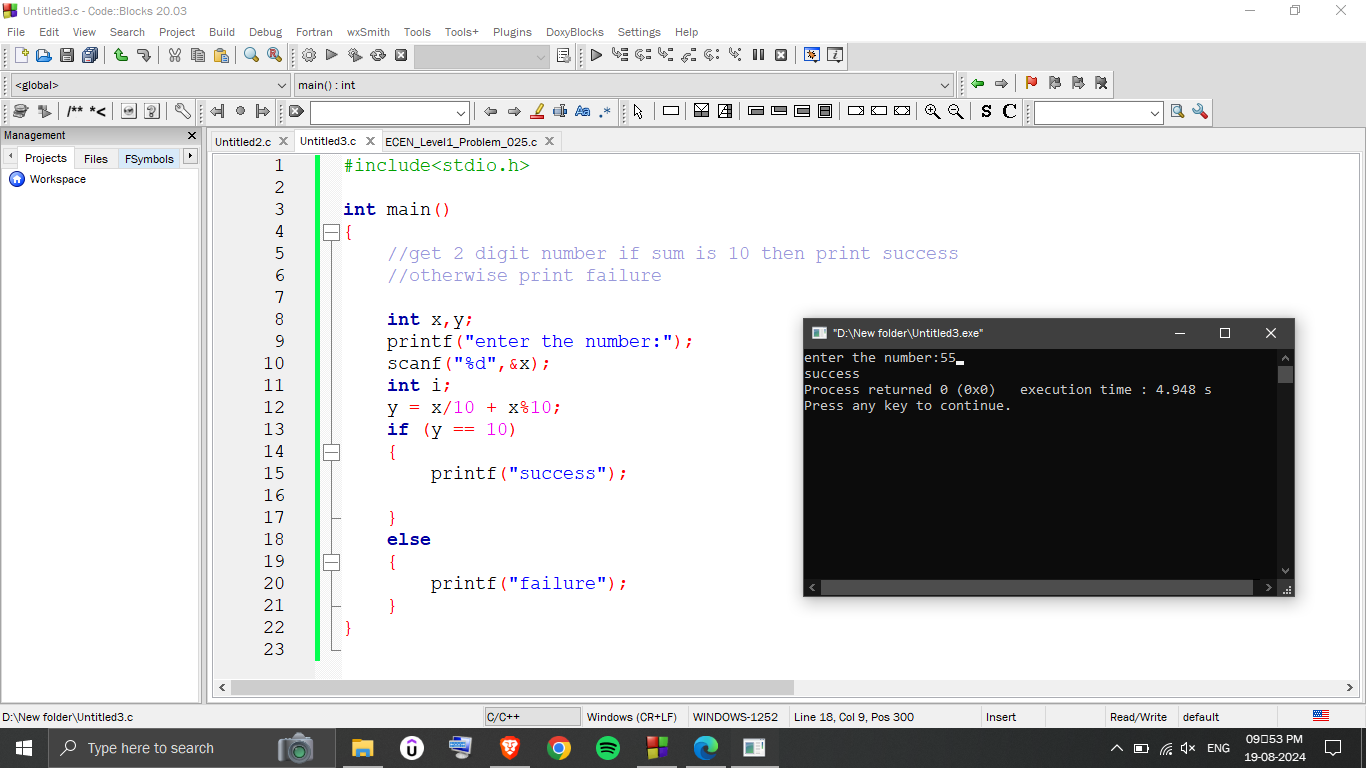 Untitled3.c - Code::Blocks 20.03
File Edit View Search Project Build Debug Fortran wxSmith Tools Tools+ Plugins DoxyBlocks Settings Help
<global> main() : int
/** *<
Aa .*
S C
Management
Projects Files FSymbols
Workspace
Untitled2.c Untitled3.c ECEN_Level1_Problem_025.c
1 #include<stdio.h>
2
3 int main()
4 {
5 //get 2 digit number if sum is 10 then print success
6 //otherwise print failure
7
8 int x,y;
9 printf("enter the number:");
10 scanf("%d",&x);
11 int i;
12 y = x/10 + x%10;
13 if (y == 10)
14 {
15 printf("success");
16
17 }
18 else
19 {
20 printf("failure");
21 }
22 }
23
"D:\New folder\Untitled3.exe"
enter the number:55
success
Process returned 0 (0x0)   execution time : 4.948 s
Press any key to continue.
D:\New folder\Untitled3.c C/C++ Windows (CR+LF) WINDOWS-1252 Line 18, Col 9, Pos 300 Insert Read/Write default
Type here to search
ENG
09▯53 PM
19-08-2024